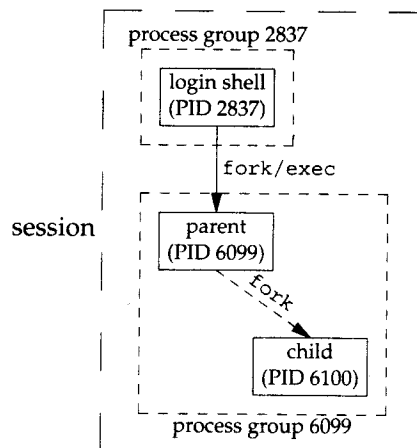 process group 2837
login shell
(PID 2837)
fork/exec
session
parent
(PID 6099)
fork
child
(PID 6100)
process group 6099